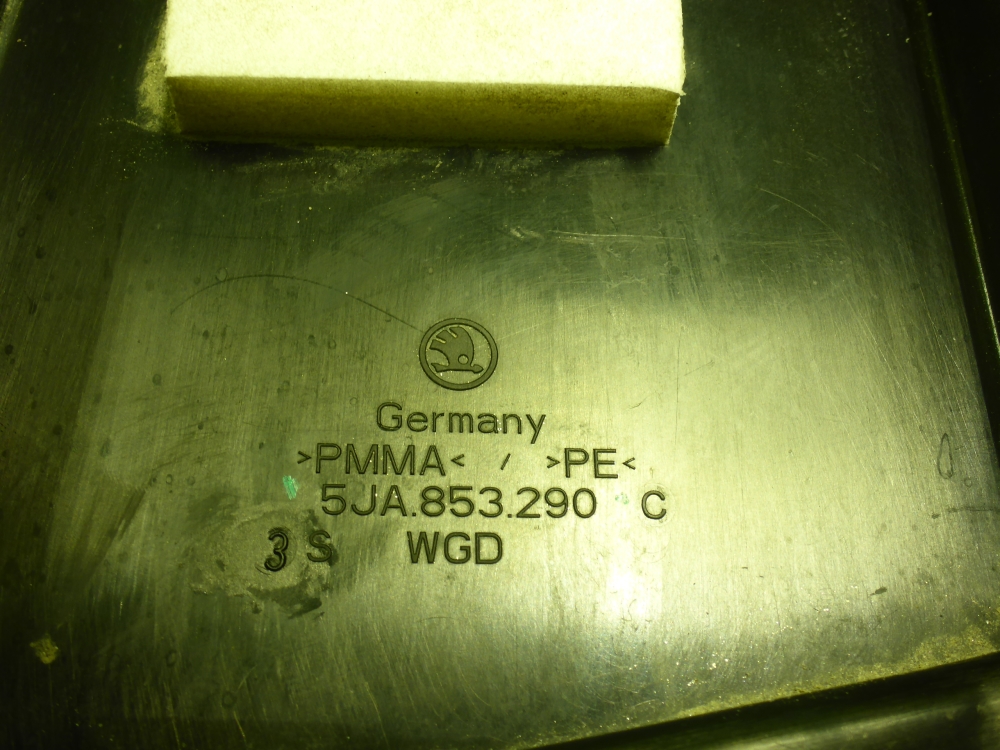 Germany
>PMMA< / >PE<
5JA.853.290 C
3 S WGD